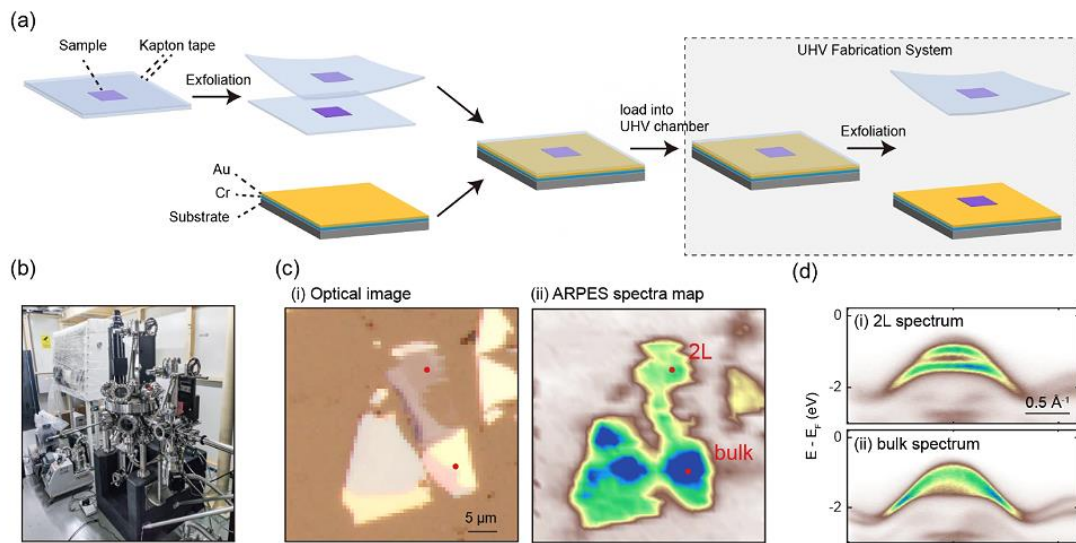 (a)
Sample
Kapton tape
Exfoliation
Au
Cr
Substrate
load into
UHV chamber
UHV Fabrication System
Exfoliation
(b)
(c)
(i) Optical image
5 μm
(ii) ARPES spectra map
2L
bulk
(d)
(i) 2L spectrum
0
-2
0.5 Å⁻¹
E - E_F (eV)
(ii) bulk spectrum
0
-2